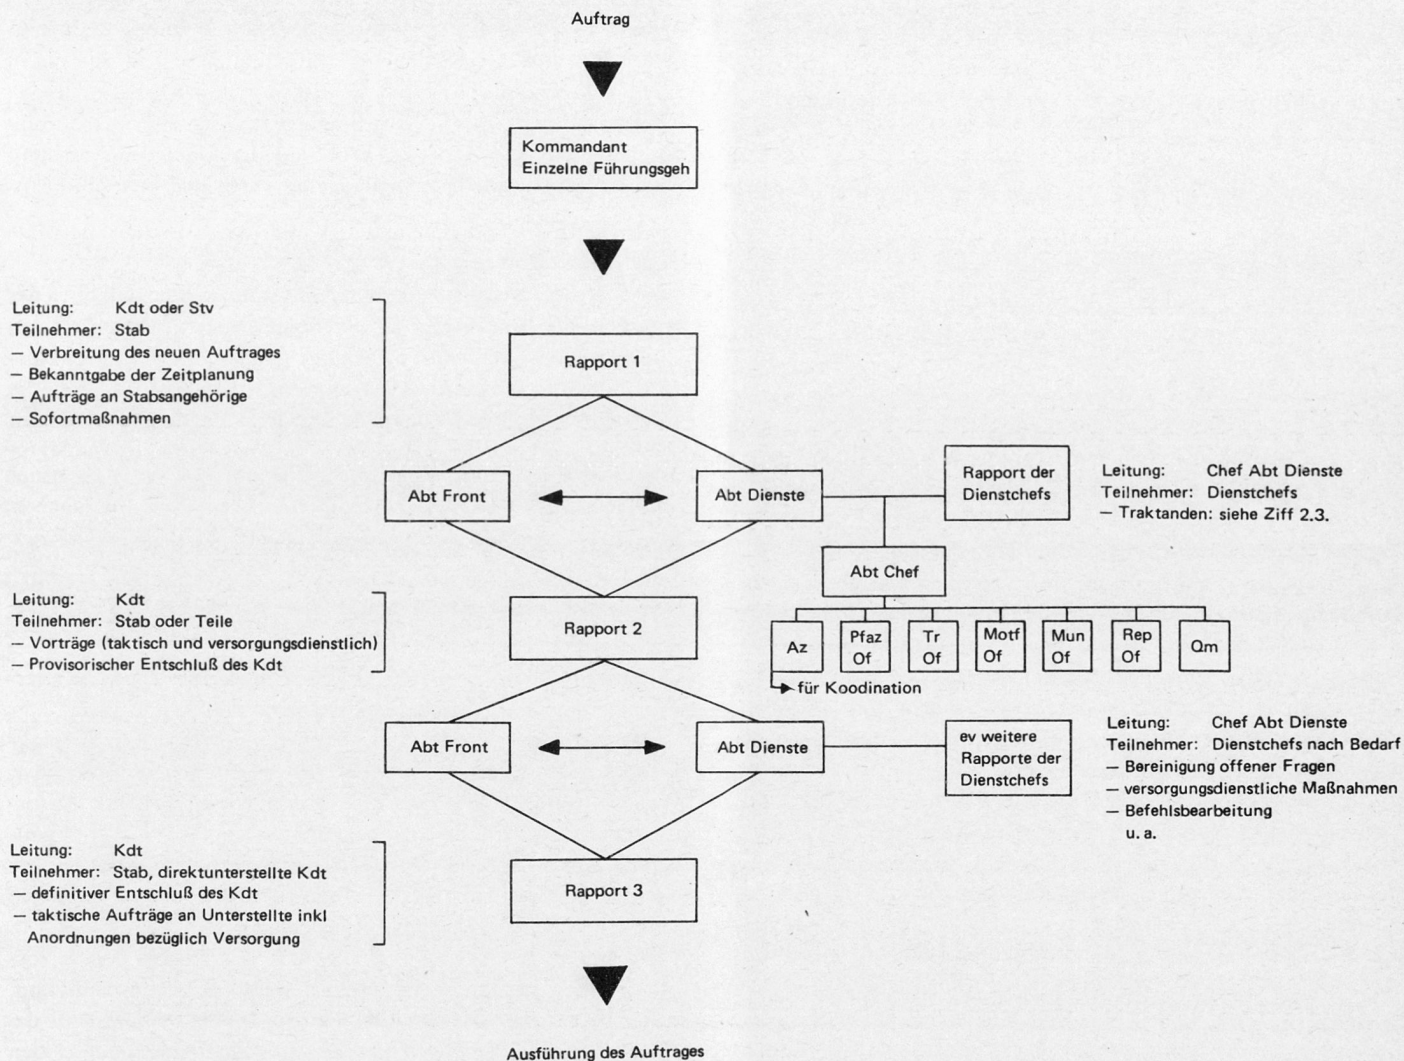 Auftrag
Kommandant
Einzelne Führungsgeh
Leitung: Kdt oder Stv
Teilnehmer: Stab
— Verbreitung des neuen Auftrages
— Bekanntgabe der Zeitplanung
— Aufträge an Stabsangehörige
— Sofortmaßnahmen
Rapport 1
Abt Front
Abt Dienste
Rapport der
Dienstchefs
Leitung: Chef Abt Dienste
Teilnehmer: Dienstchefs
— Traktanden: siehe Ziff 2.3.
Abt Chef
Az
Pfaz
Of
Tr
Of
Motf
Of
Mun
Of
Rep
Of
Qm
für Koodination
Leitung: Kdt
Teilnehmer: Stab oder Teile
— Vorträge (taktisch und versorgungsdienstlich)
— Provisorischer Entschluß des Kdt
Rapport 2
Abt Front
Abt Dienste
ev weitere
Rapporte der
Dienstchefs
Leitung: Chef Abt Dienste
Teilnehmer: Dienstchefs nach Bedarf
— Bereinigung offener Fragen
— versorgungsdienstliche Maßnahmen
— Befehlsbearbeitung
u. a.
Leitung: Kdt
Teilnehmer: Stab, direktunterstellte Kdt
— definitiver Entschluß des Kdt
— taktische Aufträge an Unterstellte inkl
Anordnungen bezüglich Versorgung
Rapport 3
Ausführung des Auftrages